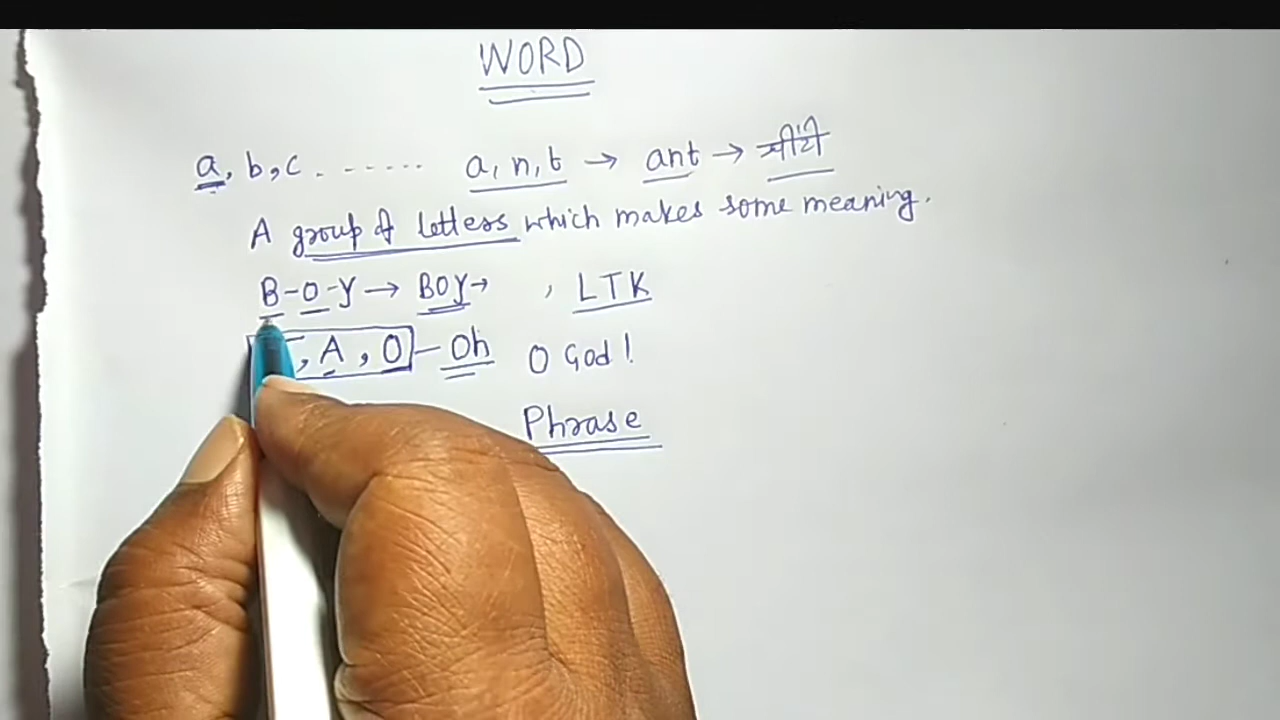 WORD
a, b, c . - - - - - a, n, t → ant → चीटी
A group of letters which makes some meaning.
B-O-Y → BOY → , LTK
, A , O - Oh O God !
Phrase